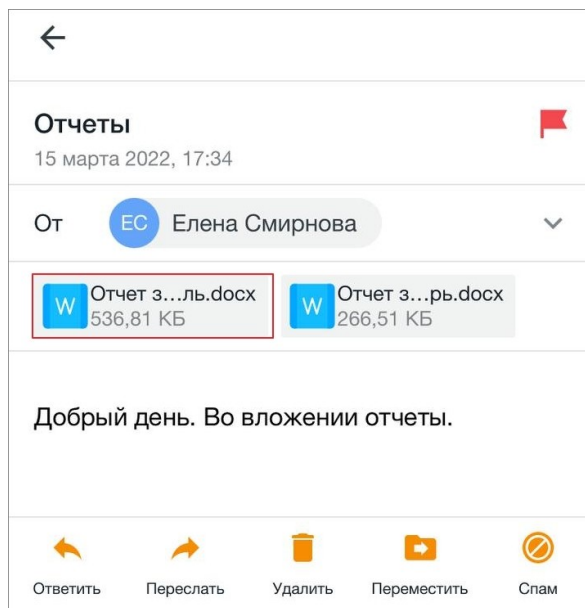 Отчеты
15 марта 2022, 17:34
От ЕС Елена Смирнова
W Отчет з...ль.docx
536,81 КБ
W Отчет з...рь.docx
266,51 КБ
Добрый день. Во вложении отчеты.
Ответить Переслать Удалить Переместить Спам